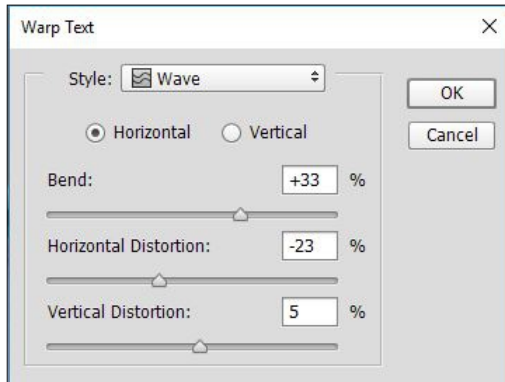 Warp Text
Style: Wave
OK
Horizontal Vertical
Cancel
Bend: +33 %
Horizontal Distortion: -23 %
Vertical Distortion: 5 %